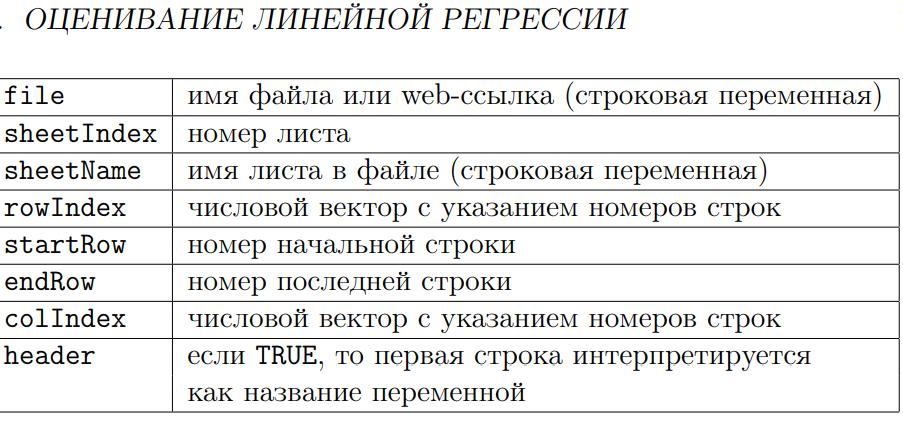 . ОЦЕНИВАНИЕ ЛИНЕЙНОЙ РЕГРЕССИИ
file имя файла или web-ссылка (строковая переменная)
sheetIndex номер листа
sheetName имя листа в файле (строковая переменная)
rowIndex числовой вектор с указанием номеров строк
startRow номер начальной строки
endRow номер последней строки
colIndex числовой вектор с указанием номеров строк
header если TRUE, то первая строка интерпретируется
как название переменной